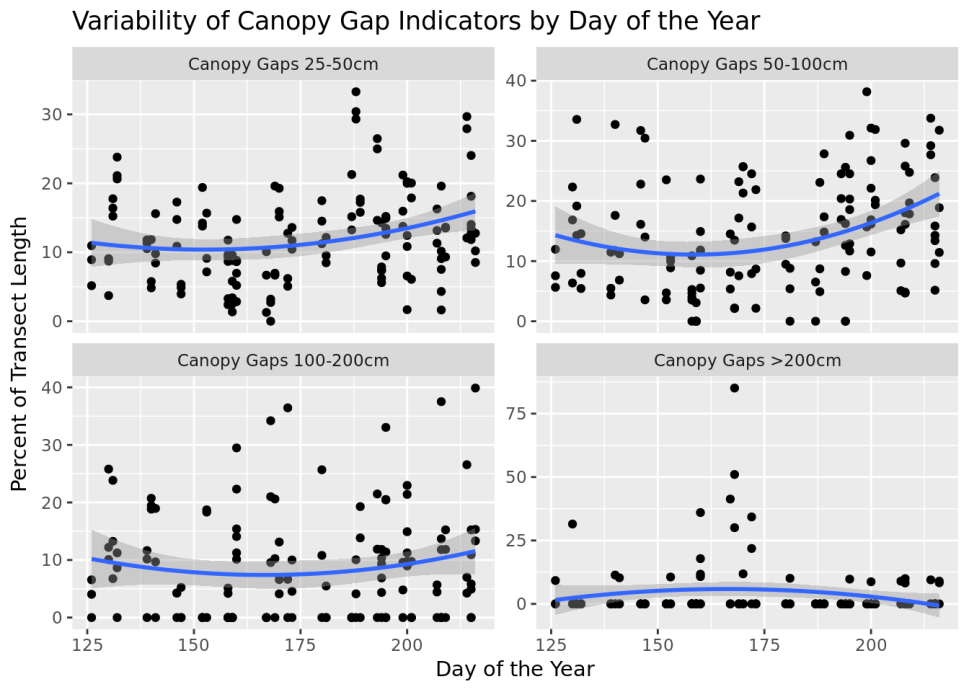 Variability of Canopy Gap Indicators by Day of the Year
Canopy Gaps 25-50cm
Canopy Gaps 50-100cm
30
20
10
0
40
30
20
10
0
Percent of Transect Length
Canopy Gaps 100-200cm
Canopy Gaps >200cm
40
30
20
10
0
75
50
25
0
125 150 175 200
125 150 175 200
Day of the Year